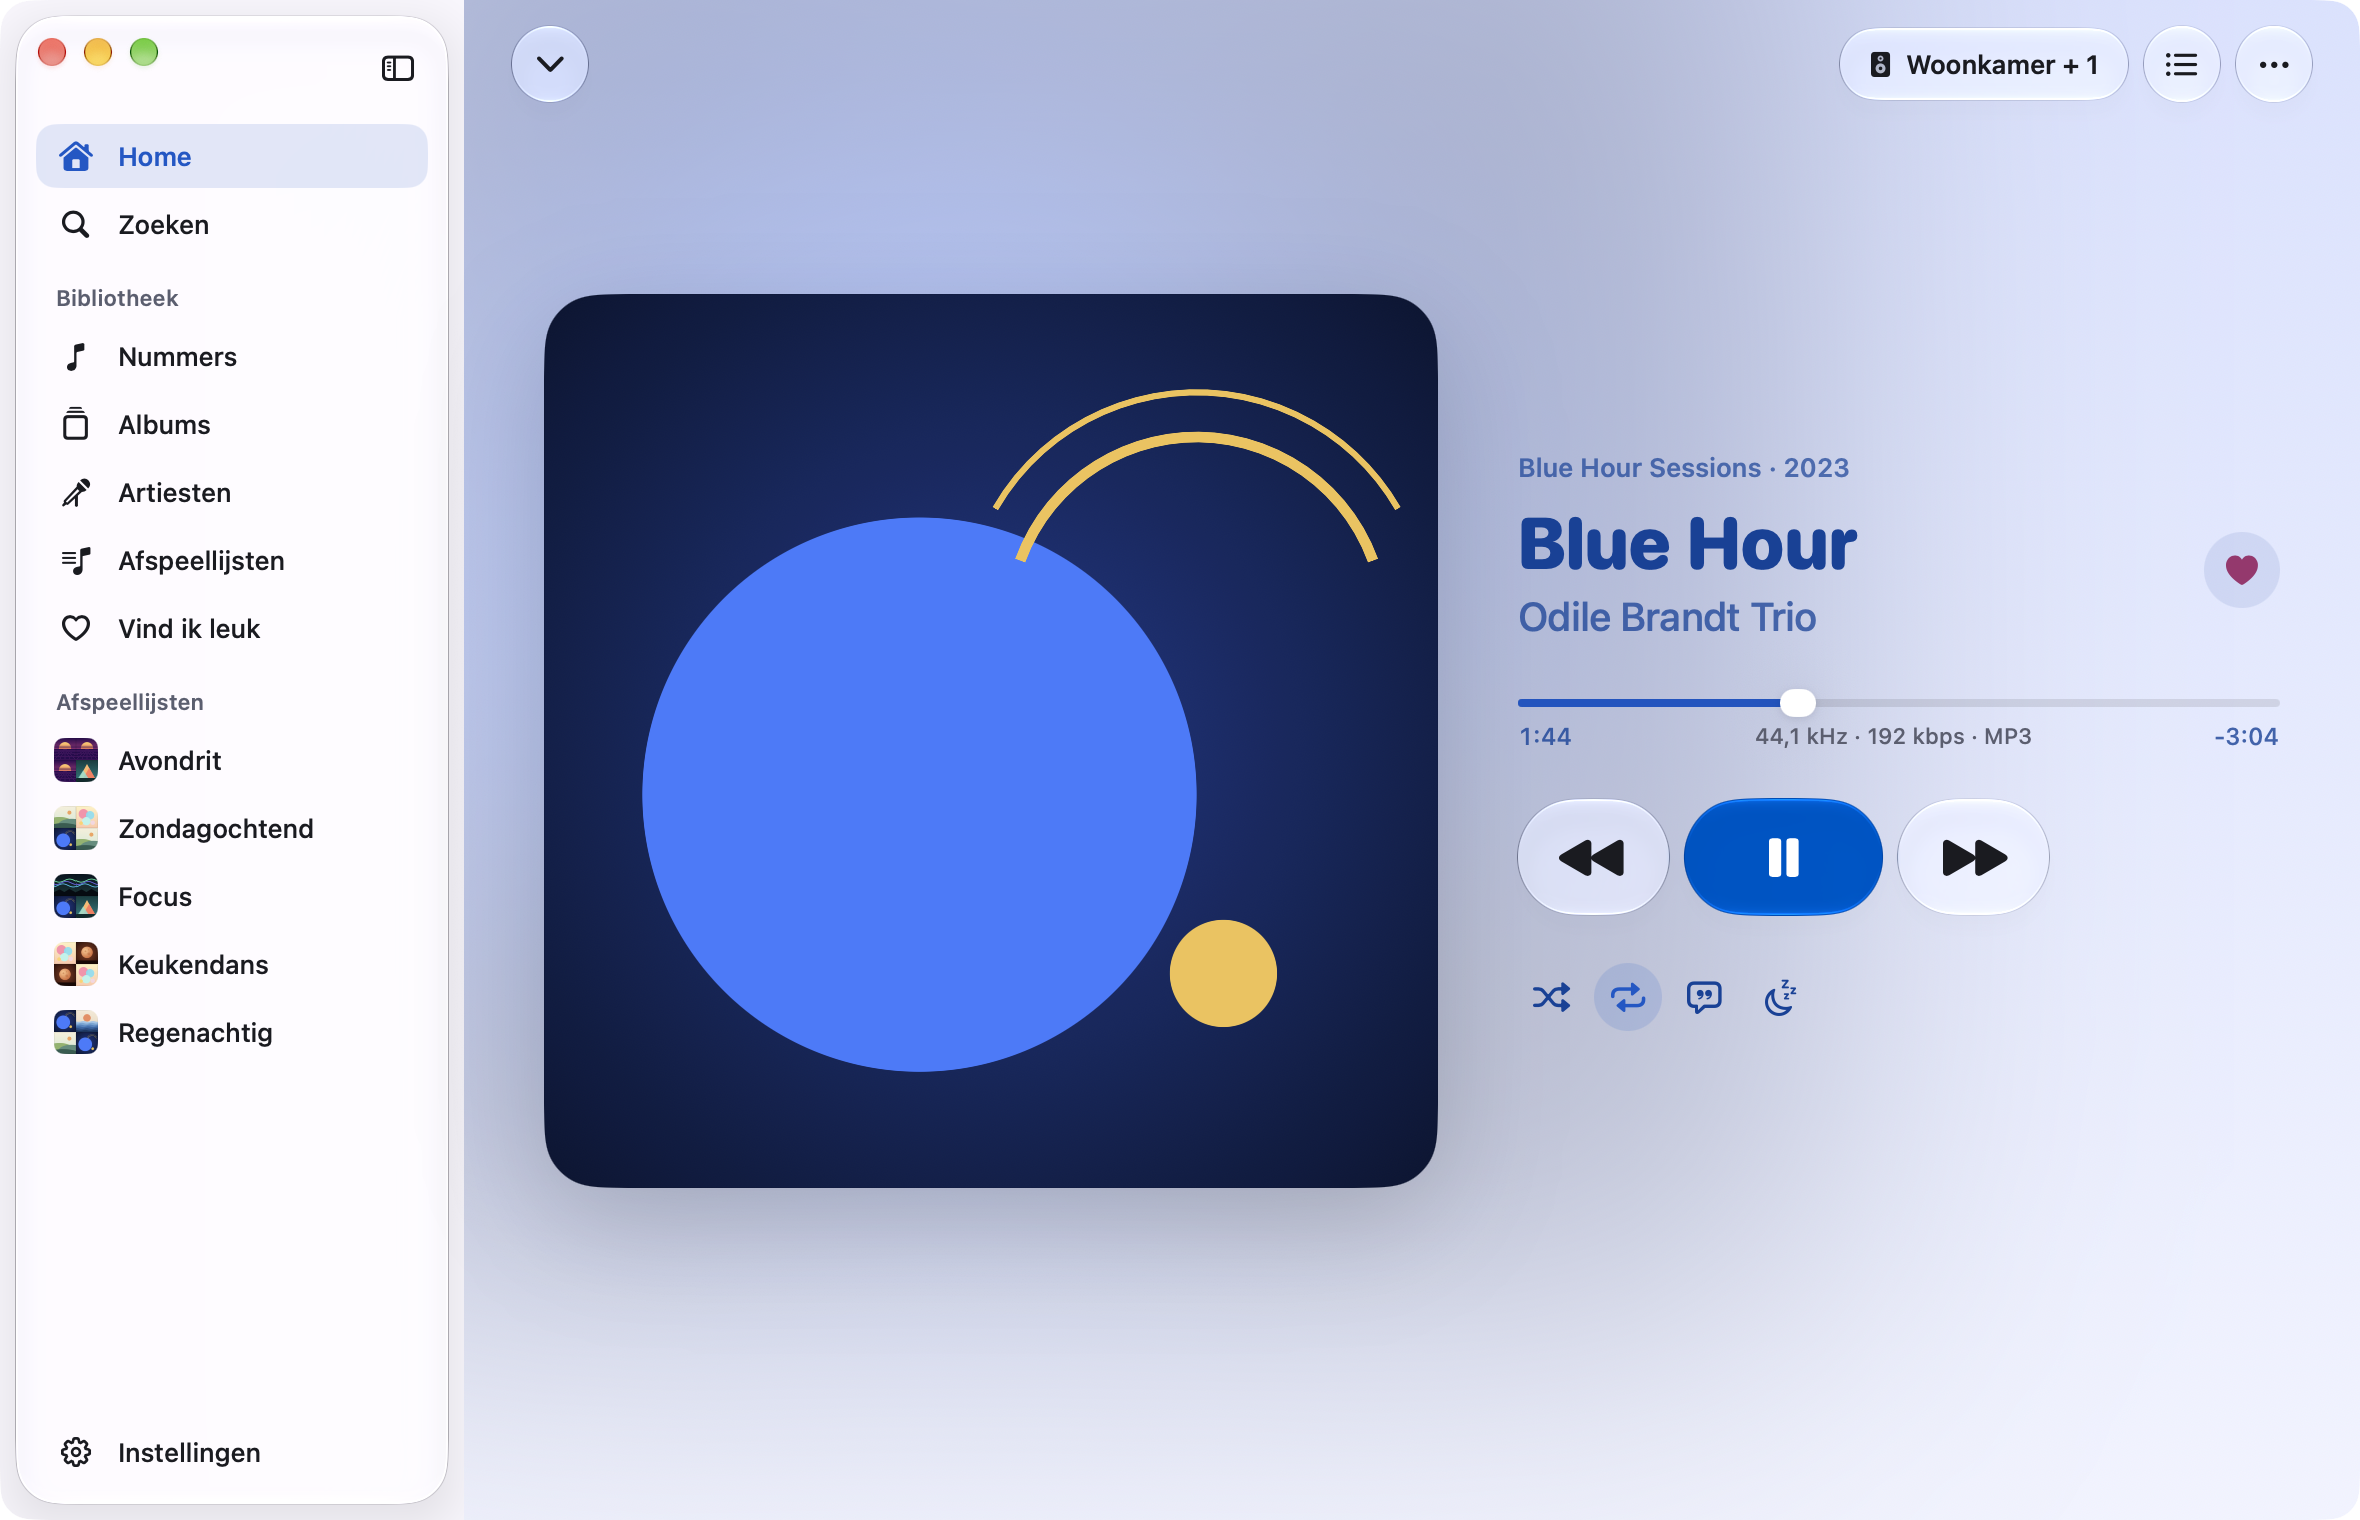 Home
Zoeken
Bibliotheek
Nummers
Albums
Artiesten
Afspeellijsten
Vind ik leuk
Afspeellijsten
Avondrit
Zondagochtend
Focus
Keukendans
Regenachtig
Instellingen
Woonkamer + 1
Blue Hour Sessions · 2023
Blue Hour
Odile Brandt Trio
1:44 44,1 kHz · 192 kbps · MP3 -3:04